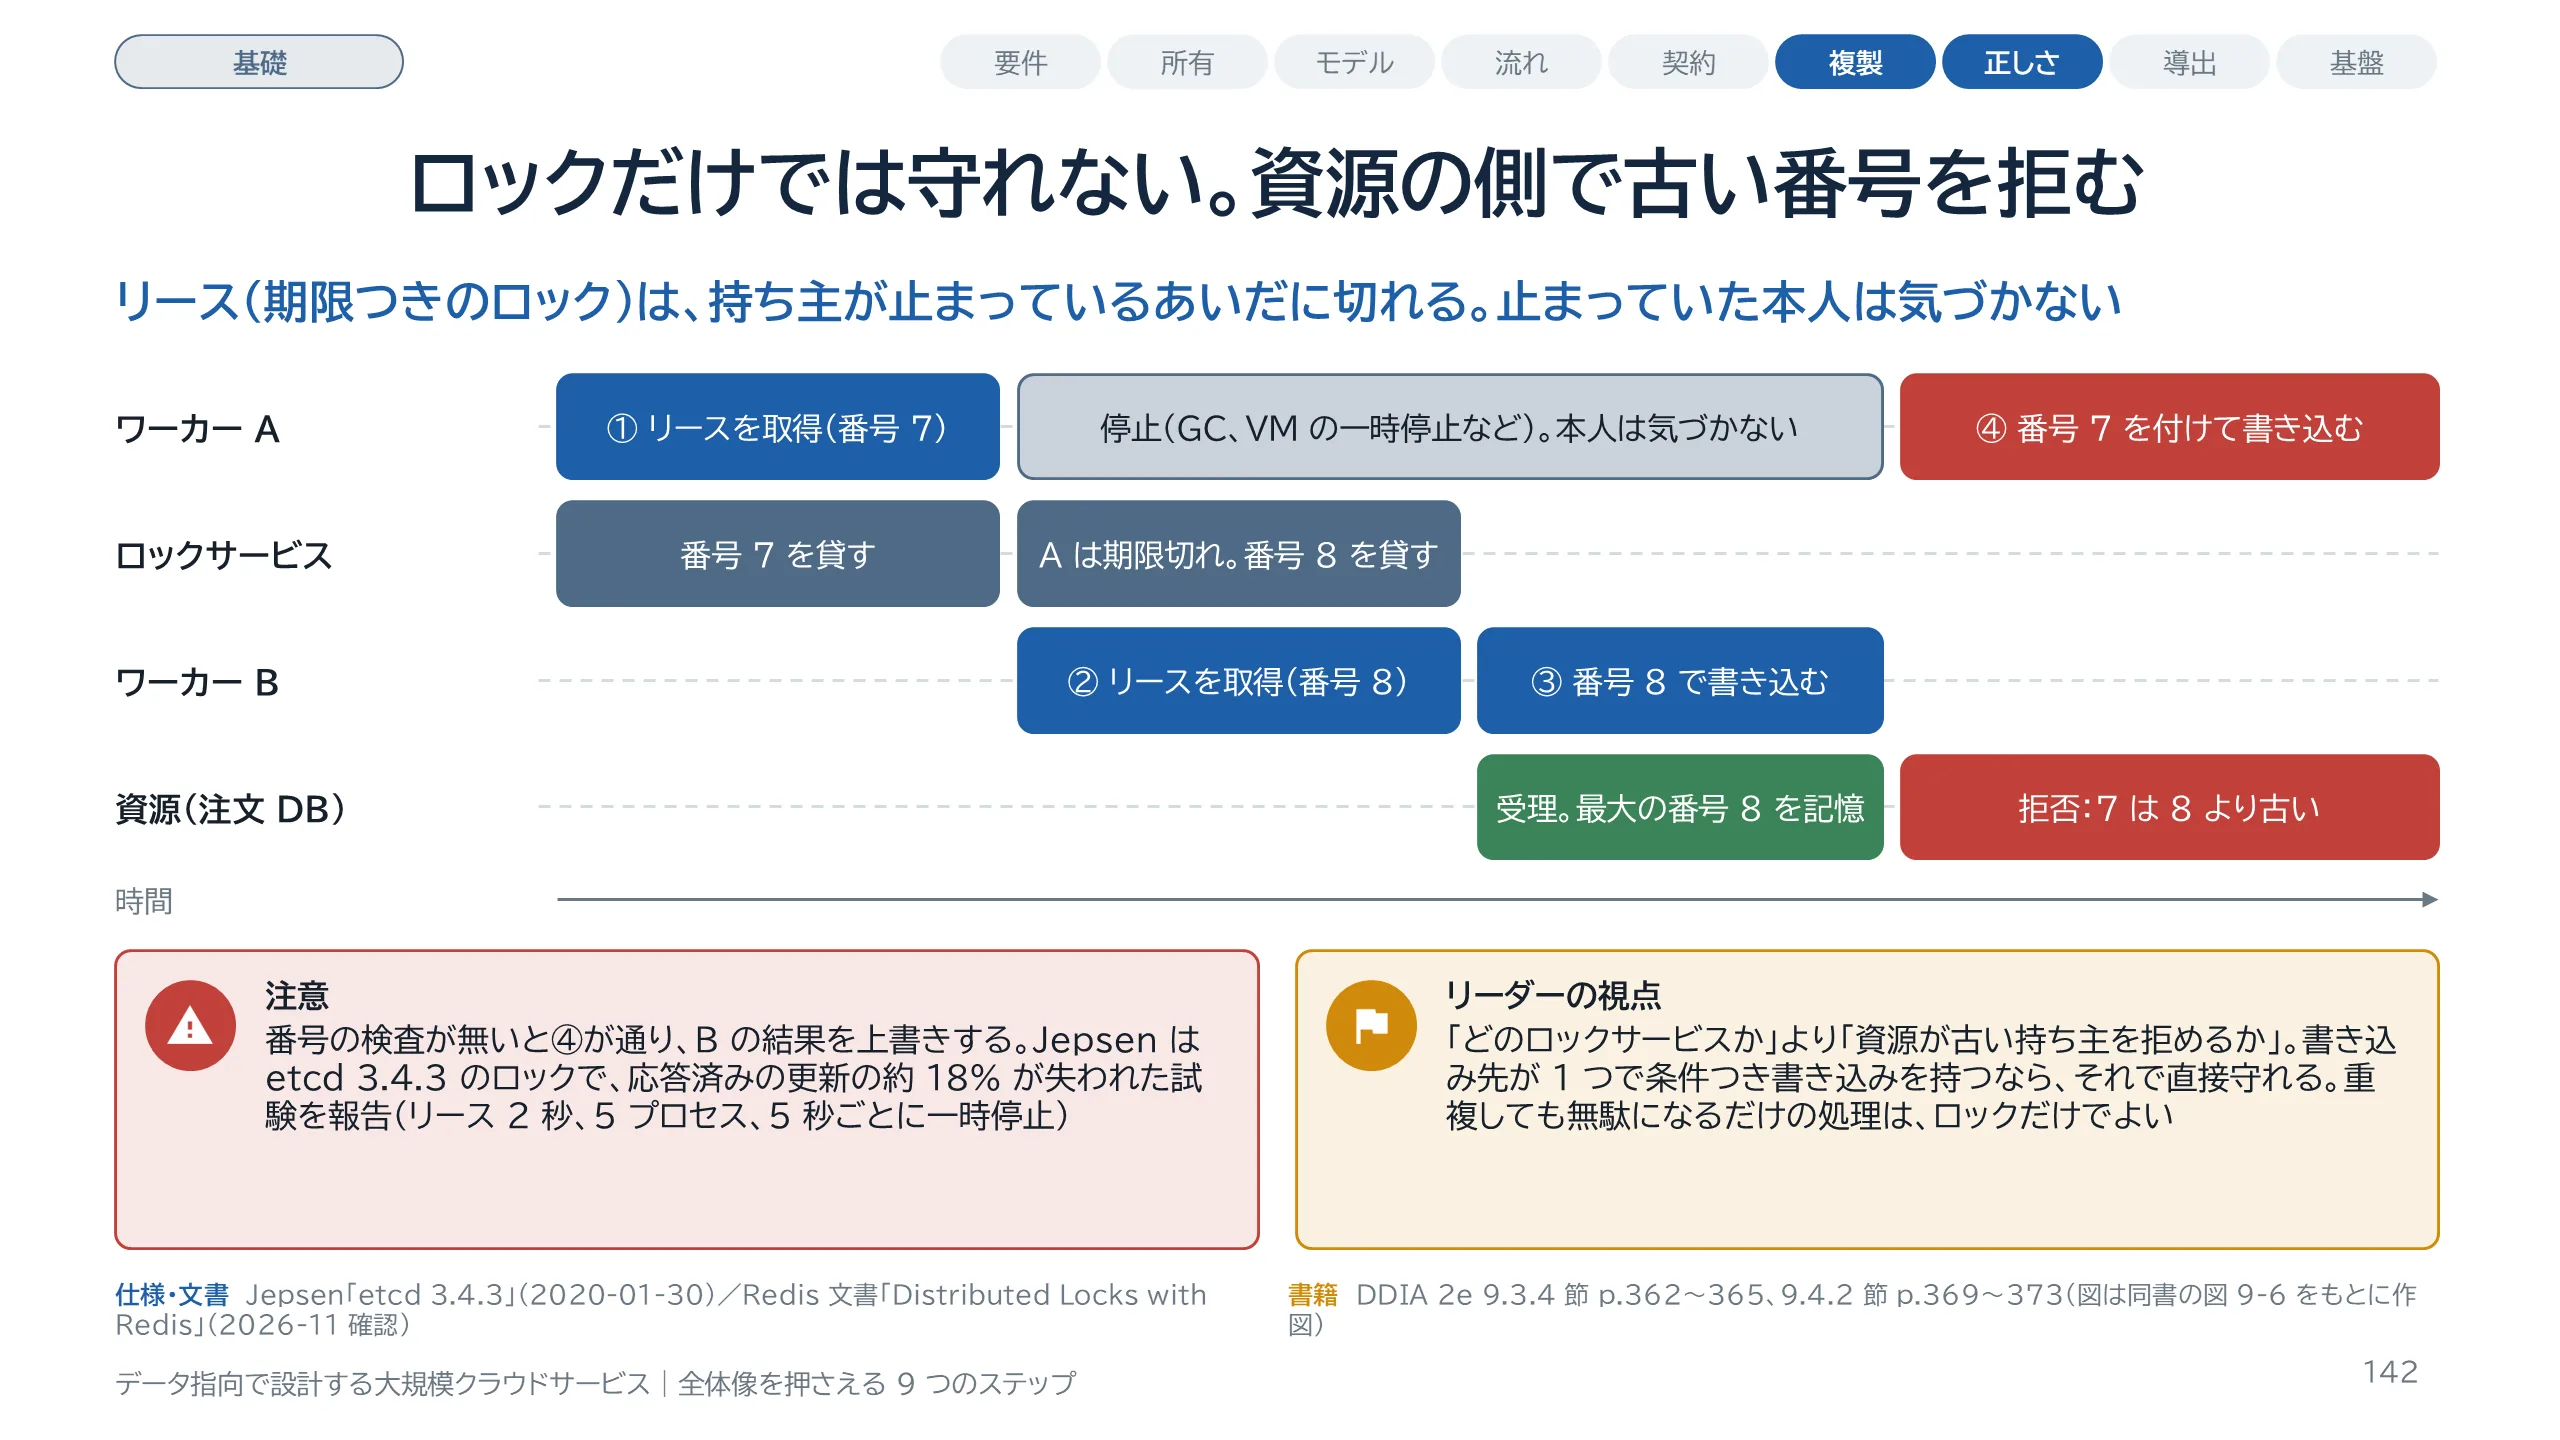 基礎
要件
所有
モデル
流れ
契約
複製
正しさ
導出
基盤
ロックだけでは守れない。資源の側で古い番号を拒む
リース(期限つきのロック)は、持ち主が止まっているあいだに切れる。止まっていた本人は気づかない
ワーカー A
① リースを取得(番号 7)
停止(GC、VM の一時停止など)。本人は気づかない
④ 番号 7 を付けて書き込む
ロックサービス
番号 7 を貸す
A は期限切れ。番号 8 を貸す
ワーカー B
② リースを取得(番号 8)
③ 番号 8 で書き込む
資源(注文 DB)
受理。最大の番号 8 を記憶
拒否:7 は 8 より古い
時間
注意
番号の検査が無いと④が通り、B の結果を上書きする。Jepsen は
etcd 3.4.3 のロックで、応答済みの更新の約 18% が失われた試
験を報告(リース 2 秒、5 プロセス、5 秒ごとに一時停止)
リーダーの視点
「どのロックサービスか」より「資源が古い持ち主を拒めるか」。書き込
み先が 1 つで条件つき書き込みを持つなら、それで直接守れる。重
複しても無駄になるだけの処理は、ロックだけでよい
仕様・文書 Jepsen「etcd 3.4.3」(2020-01-30)／Redis 文書「Distributed Locks with
Redis」(2026-11 確認)
書籍 DDIA 2e 9.3.4 節 p.362〜365、9.4.2 節 p.369〜373(図は同書の図 9-6 をもとに作
図)
データ指向で設計する大規模クラウドサービス｜全体像を押さえる 9 つのステップ
142